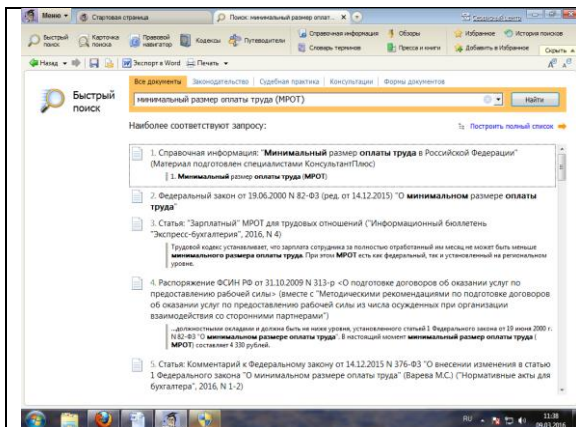 Меню
Стартовая страница
Поиск: минимальный размер оплат...
Быстрый поиск
Карточка поиска
Правовой навигатор
Кодексы
Путеводители
Справочная информация
Словарь терминов
Обзоры
Пресса и книги
Избранное
История поисков
Добавить в Избранное
Скрыть
Назад
Экспорт в Word
Печать
Все документы Законодательство Судебная практика Консультации Формы документов
Быстрый поиск
минимальный размер оплаты труда (МРОТ)
Найти
Наиболее соответствуют запросу:
Построить полный список
1. Справочная информация: "Минимальный размер оплаты труда в Российской Федерации"
(Материал подготовлен специалистами КонсультантПлюс)
1. Минимальный размер оплаты труда (МРОТ)
2. Федеральный закон от 19.06.2000 N 82-ФЗ (ред. от 14.12.2015) "О минимальном размере оплаты
труда"
3. Статья: "Зарплатный" МРОТ для трудовых отношений ("Информационный бюллетень
"Экспресс-бухгалтерия", 2016, N 4)
Трудовой кодекс устанавливает, что зарплата сотрудника за полностью отработанный им месяц не может быть меньше
минимального размера оплаты труда. При этом МРОТ есть как федеральный, так и установленный на региональном
уровне.
4. Распоряжение ФСИН РФ от 31.10.2009 N 313-р <О подготовке договоров об оказании услуг по
предоставлению рабочей силы> (вместе с "Методическими рекомендациями по подготовке договоров
об оказании услуг по предоставлению рабочей силы из числа осужденных при организации
взаимодействия со сторонними партнерами")
...должностными окладами и должна быть не ниже уровня, установленного статьей 1 Федерального закона от 19 июня 2000 г.
N 82-ФЗ "О минимальном размере оплаты труда". В настоящий момент минимальный размер оплаты труда (
МРОТ) составляет 4 330 рублей.
5. Статья: Комментарий к Федеральному закону от 14.12.2015 N 376-ФЗ "О внесении изменения в статью
1 Федерального закона "О минимальном размере оплаты труда" (Варева М.С.) ("Нормативные акты для
бухгалтера", 2016, N 1-2)
RU
11:38
09.03.2016